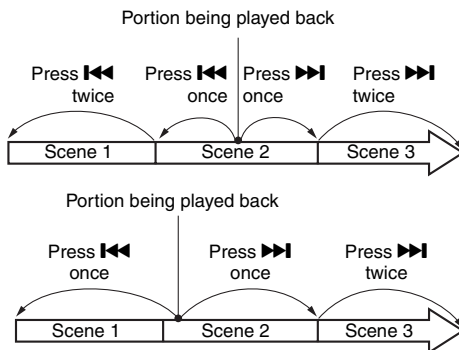 Portion being played back
Press ⏮ Press ⏮ Press ⏭ Press ⏭
twice once once twice
Scene 1 Scene 2 Scene 3
Portion being played back
Press ⏮ Press ⏭ Press ⏭
once once twice
Scene 1 Scene 2 Scene 3